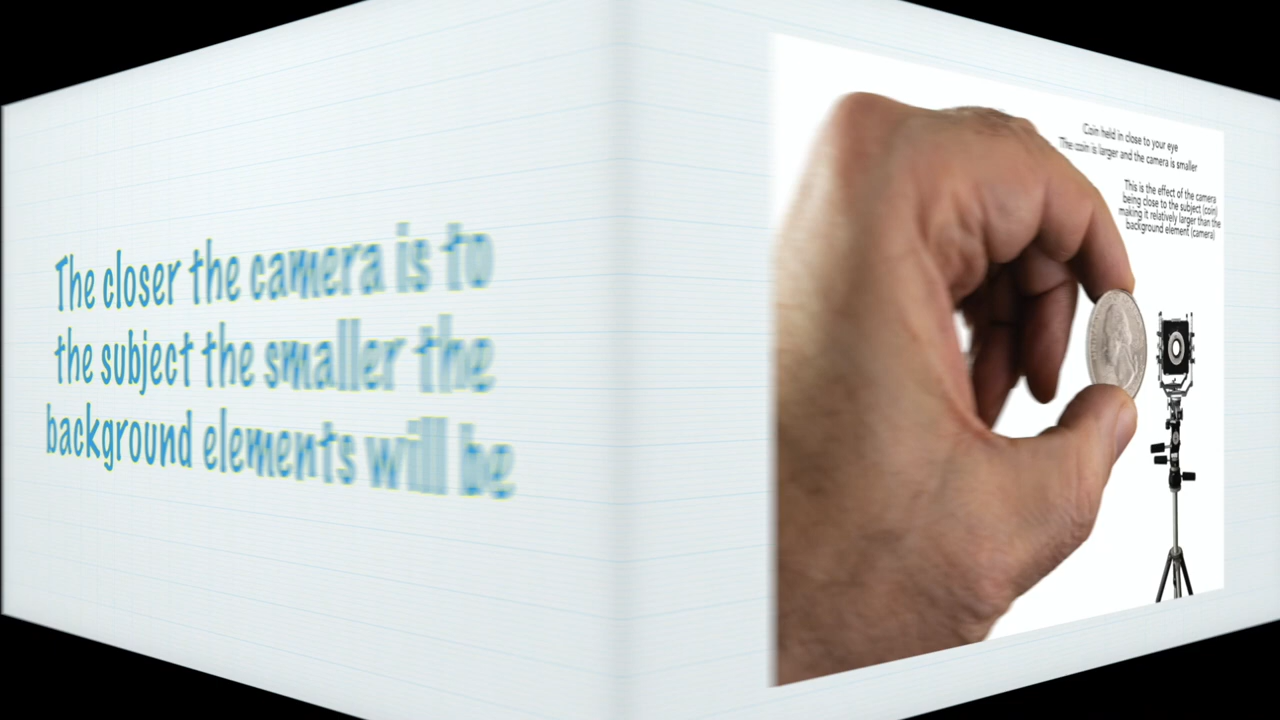 The closer the camera is to
the subject the smaller the
background elements will be
Coin held in close to your eye
The coin is larger and the camera is smaller
This is the effect of the camera
being close to the subject (coin)
making it relatively larger than the
background element (camera)